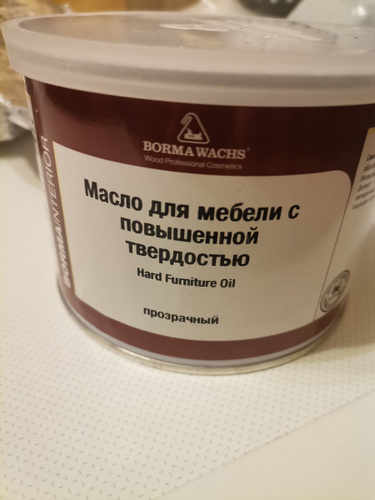 BORMA WACHS®
Wood Professional Cosmetics
Масло для мебели с
повышенной
твердостью
Hard Furniture Oil
прозрачный
BORMAINTERIOR